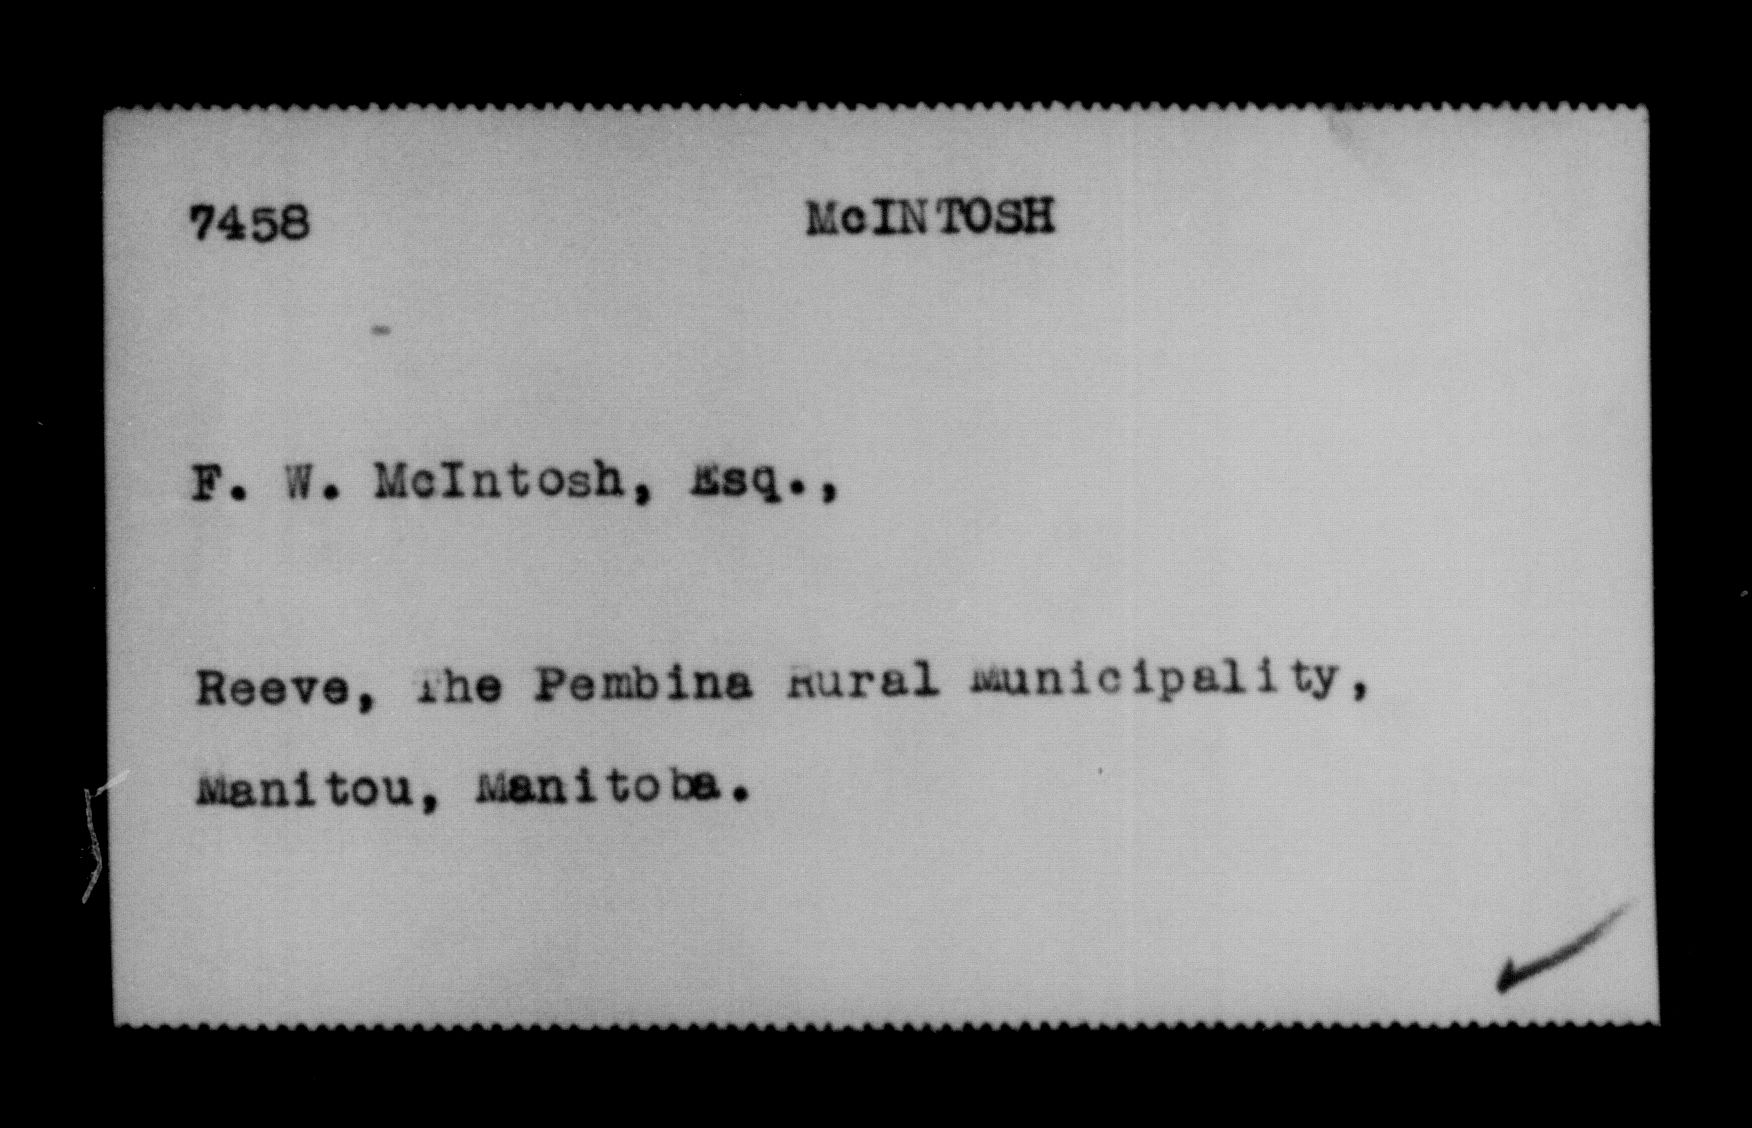 7458 McINTOSH
F. W. McIntosh, Esq.,
Reeve, The Pembina Rural Municipality,
Manitou, Manitoba.